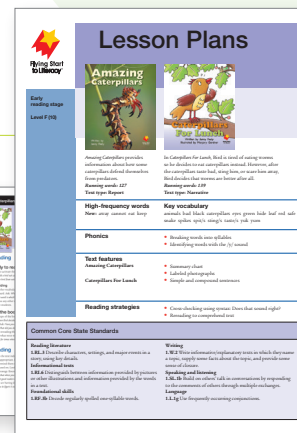 Lesson Plans
Flying Start
to Literacy
Amazing
Caterpillars
Caterpillars
For Lunch
Early
reading stage
Level F (10)
Amazing Caterpillars provides
information about how some
caterpillars defend themselves
from predators.
Running words: 127
Text type: Report
In Caterpillars For Lunch, Bird is tired of eating worms
so he decides to eat caterpillars instead. However, after
the caterpillars taste bad, sting him, or scare him away,
Bird decides that worms are better after all.
Running words: 139
Text type: Narrative
High-frequency words
New: away cannot eat keep
Key vocabulary
animals bad black caterpillars eyes green hide leaf red safe
snake spikes spit/s sting/s taste/s yuk yum
Phonics
• Breaking words into syllables
• Identifying words with the /y/ sound
Text features
Amazing Caterpillars
• Summary chart
• Labeled photographs
Caterpillars For Lunch
• Simple and compound sentences
Reading strategies
• Cross-checking using syntax: Does that sound right?
• Rereading to comprehend text
Common Core State Standards
Reading literature
1.RL.3 Describe characters, settings, and major events in a
story, using key details.
Informational texts
1.RI.6 Distinguish between information provided by pictures
or other illustrations and information provided by the words
in a text.
Foundational skills
1.RF.3b Decode regularly spelled one-syllable words.
Writing
1.W.2 Write informative/explanatory texts in which they name
a topic, supply some facts about the topic, and provide some
sense of closure.
Speaking and listening
1.SL.1b Build on others' talk in conversations by responding
to the comments of others through multiple exchanges.
Language
1.L.1g Use frequently occurring conjunctions.